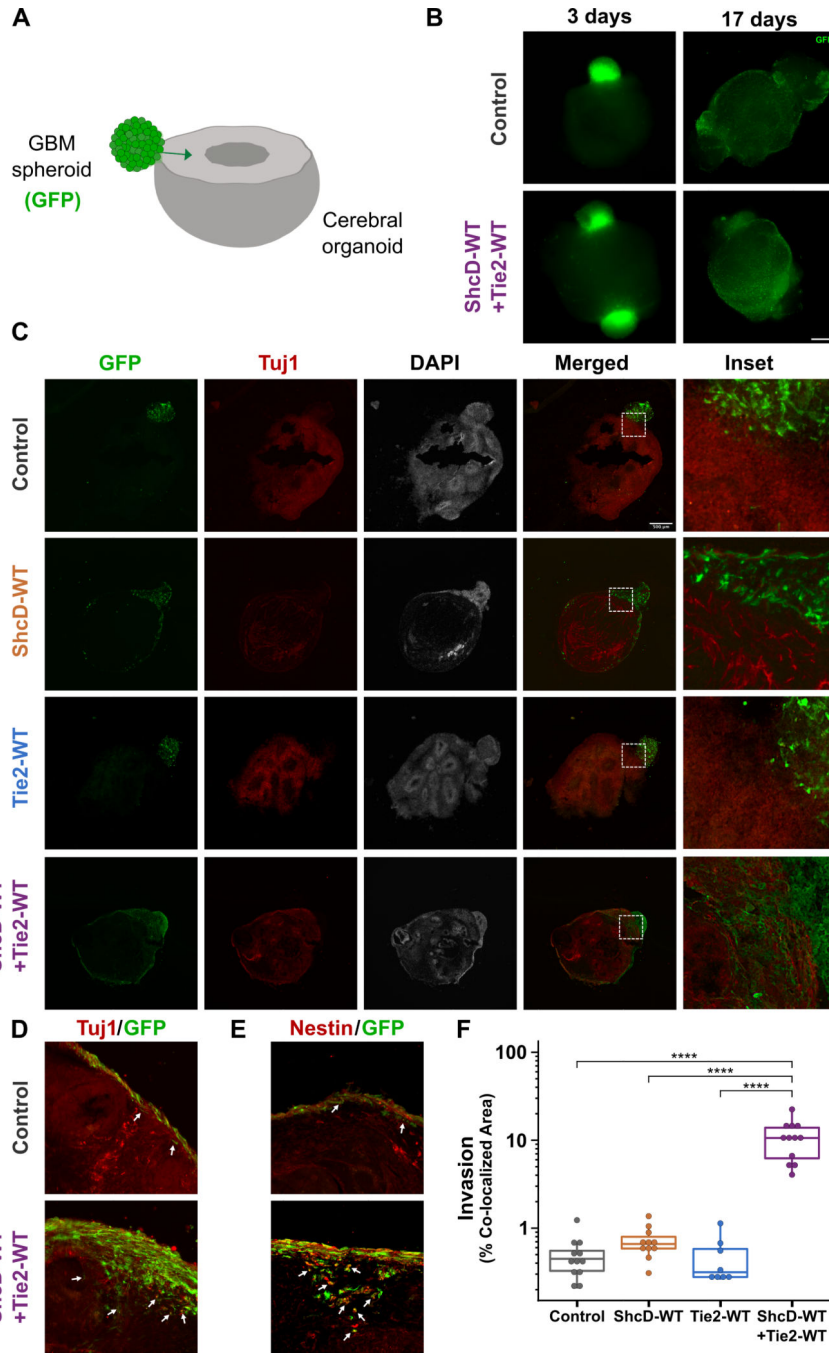 A
GBM
spheroid
(GFP)
Cerebral
organoid
B
3 days
17 days
Control
ShcD-WT
+Tie2-WT
C
GFP
Tuj1
DAPI
Merged
Inset
Control
ShcD-WT
Tie2-WT
+Tie2-WT
500 µm
D
Tuj1/GFP
Control
+Tie2-WT
E
Nestin/GFP
F
Invasion
(% Co-localized Area)
100
10
1
****
****
****
Control
ShcD-WT
Tie2-WT
ShcD-WT
+Tie2-WT